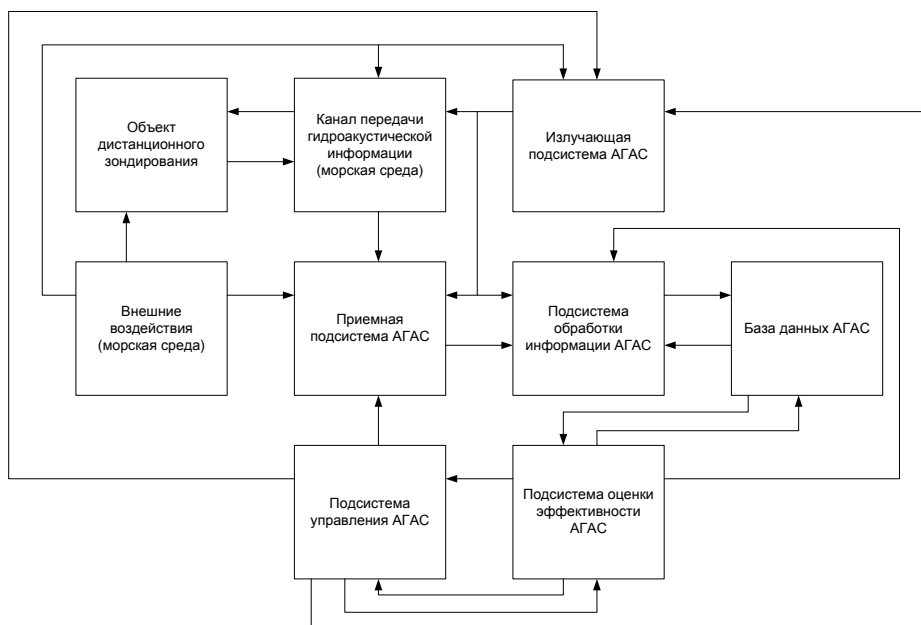 Объект
дистанционного
зондирования
Канал передачи
гидроакустической
информации
(морская среда)
Излучающая
подсистема АГАС
Внешние
воздействия
(морская среда)
Приемная
подсистема АГАС
Подсистема
обработки
информации АГАС
База данных АГАС
Подсистема
управления АГАС
Подсистема оценки
эффективности
АГАС